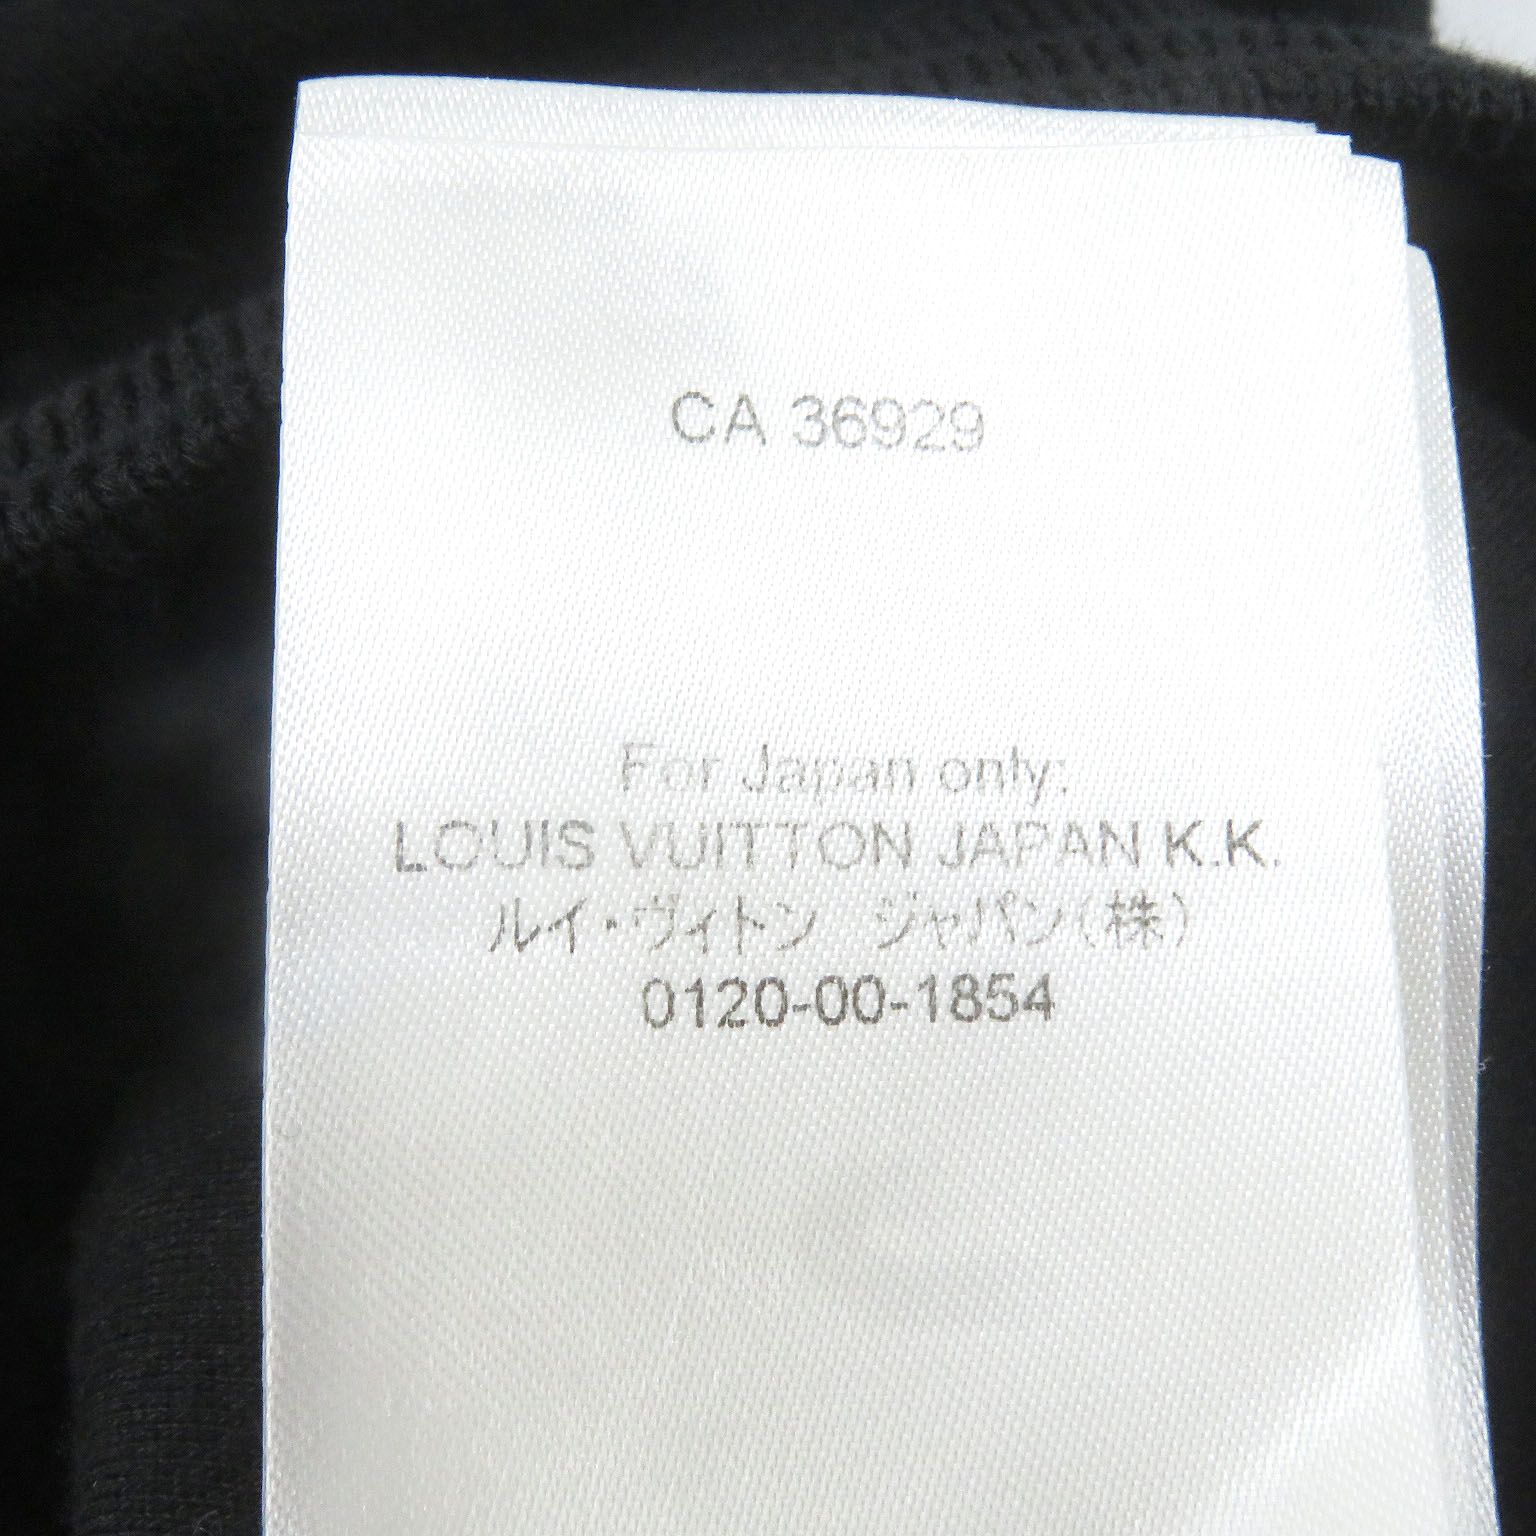 CA 36929
For Japan only:
LOUIS VUITTON JAPAN K.K.
ルイ・ヴィトン　ジャパン(株)
0120-00-1854